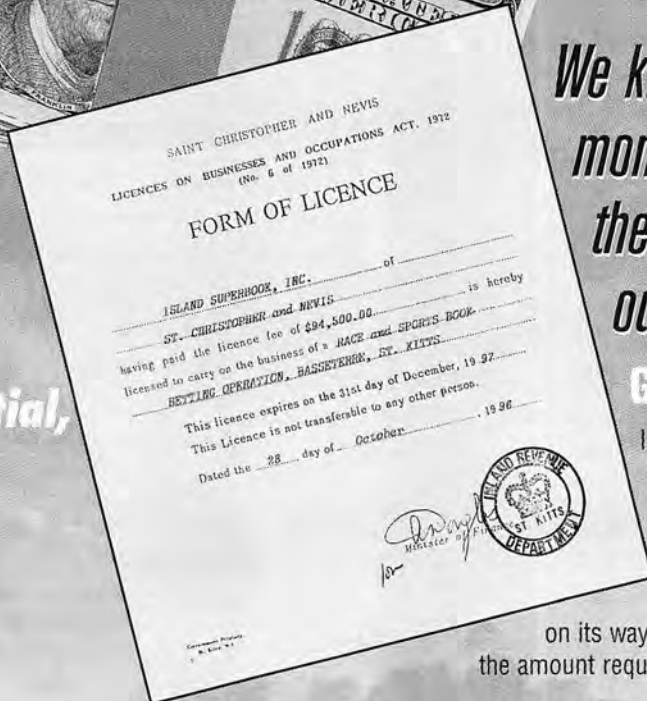 We k
mon
the
ou
G
tial,
SAINT CHRISTOPHER AND NEVIS
LICENCES ON BUSINESSES AND OCCUPATIONS ACT, 1972
(No. 6 of 1972)
FORM OF LICENCE
ISLAND SUPERBOOK, INC. of
ST. CHRISTOPHER and NEVIS
having paid the licence fee of $94,500.00 is hereby
licensed to carry on the business of a RACE and SPORTS BOOK
BETTING OPERATION, BASSETERRE, ST. KITTS
This licence expires on the 31st day of December, 19 97
This Licence is not transferable to any other person.
Dated the 28 day of October, 19 96
for Minister of Finance
INLAND REVENUE
ST. KITTS
DEPARTMENT
Government Printery
on its way
the amount requ
FRANKLIN